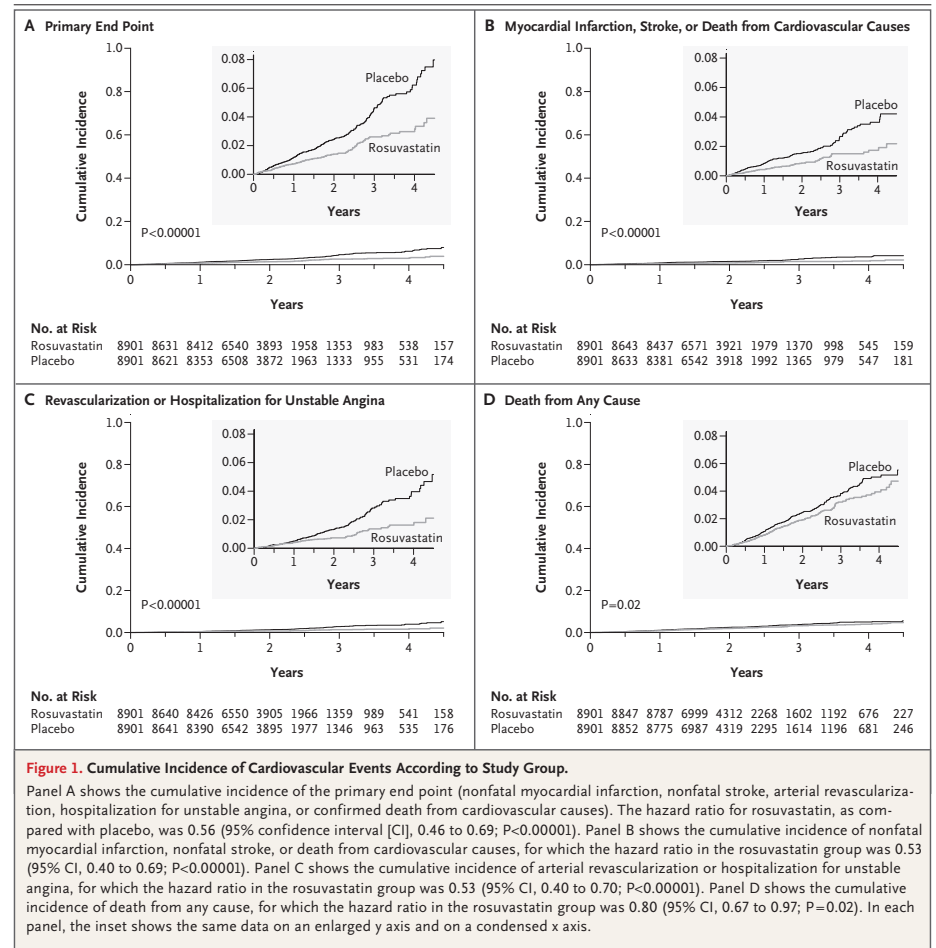 A Primary End Point
1.0
0.8
0.6
0.4
0.2
0.0
Cumulative Incidence
0.08
0.06
0.04
0.02
0.00
Placebo
Rosuvastatin
0 1 2 3 4
Years
P<0.00001
0 1 2 3 4
Years
No. at Risk
Rosuvastatin 8901 8631 8412 6540 3893 1958 1353 983 538 157
Placebo 8901 8621 8353 6508 3872 1963 1333 955 531 174
B Myocardial Infarction, Stroke, or Death from Cardiovascular Causes
1.0
0.8
0.6
0.4
0.2
0.0
Cumulative Incidence
0.08
0.06
0.04
0.02
0.00
Placebo
Rosuvastatin
0 1 2 3 4
Years
P<0.00001
0 1 2 3 4
Years
No. at Risk
Rosuvastatin 8901 8643 8437 6571 3921 1979 1370 998 545 159
Placebo 8901 8633 8381 6542 3918 1992 1365 979 547 181
C Revascularization or Hospitalization for Unstable Angina
1.0
0.8
0.6
0.4
0.2
0.0
Cumulative Incidence
0.08
0.06
0.04
0.02
0.00
Placebo
Rosuvastatin
0 1 2 3 4
Years
P<0.00001
0 1 2 3 4
Years
No. at Risk
Rosuvastatin 8901 8640 8426 6550 3905 1966 1359 989 541 158
Placebo 8901 8641 8390 6542 3895 1977 1346 963 535 176
D Death from Any Cause
1.0
0.8
0.6
0.4
0.2
0.0
Cumulative Incidence
0.08
0.06
0.04
0.02
0.00
Placebo
Rosuvastatin
0 1 2 3 4
Years
P=0.02
0 1 2 3 4
Years
No. at Risk
Rosuvastatin 8901 8847 8787 6999 4312 2268 1602 1192 676 227
Placebo 8901 8852 8775 6987 4319 2295 1614 1196 681 246
Figure 1. Cumulative Incidence of Cardiovascular Events According to Study Group.
Panel A shows the cumulative incidence of the primary end point (nonfatal myocardial infarction, nonfatal stroke, arterial revasculariza-
tion, hospitalization for unstable angina, or confirmed death from cardiovascular causes). The hazard ratio for rosuvastatin, as com-
pared with placebo, was 0.56 (95% confidence interval [CI], 0.46 to 0.69; P<0.00001). Panel B shows the cumulative incidence of nonfatal
myocardial infarction, nonfatal stroke, or death from cardiovascular causes, for which the hazard ratio in the rosuvastatin group was 0.53
(95% CI, 0.40 to 0.69; P<0.00001). Panel C shows the cumulative incidence of arterial revascularization or hospitalization for unstable
angina, for which the hazard ratio in the rosuvastatin group was 0.53 (95% CI, 0.40 to 0.70; P<0.00001). Panel D shows the cumulative
incidence of death from any cause, for which the hazard ratio in the rosuvastatin group was 0.80 (95% CI, 0.67 to 0.97; P=0.02). In each
panel, the inset shows the same data on an enlarged y axis and on a condensed x axis.